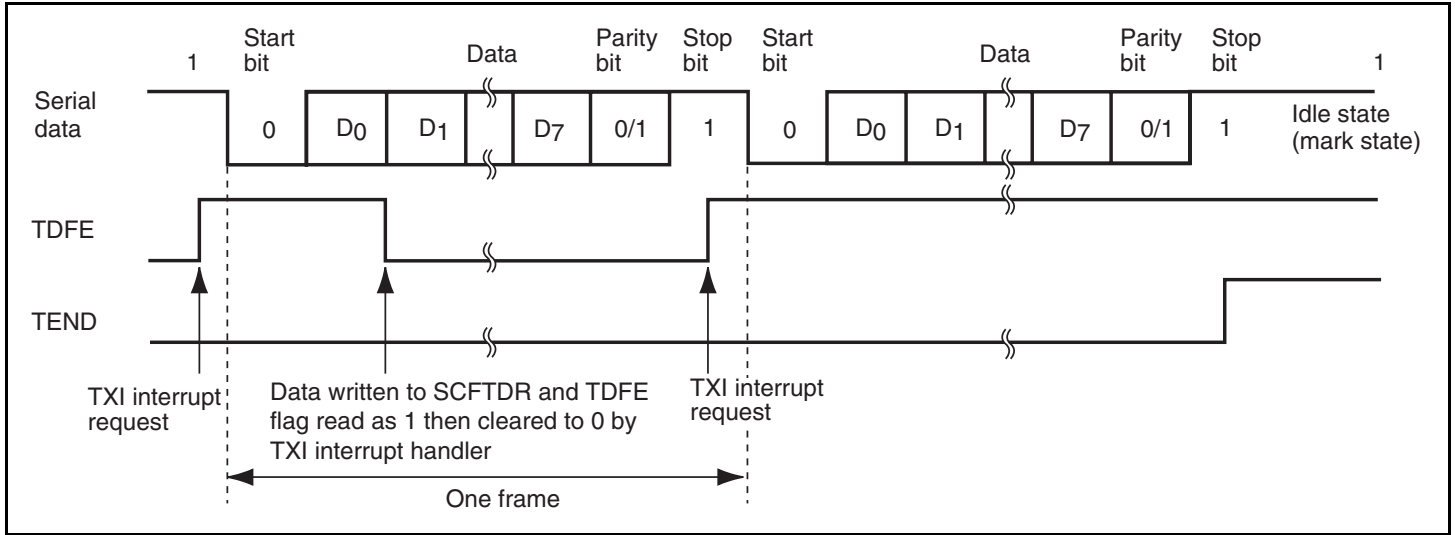 1
Start
bit
Data
Parity
bit
Stop
bit
Start
bit
Data
Parity
bit
Stop
bit
1
Serial
data
0
D0
D1
D7
0/1
1
0
D0
D1
D7
0/1
1
Idle state
(mark state)
TDFE
TEND
TXI interrupt
request
Data written to SCFTDR and TDFE
flag read as 1 then cleared to 0 by
TXI interrupt handler
TXI interrupt
request
One frame